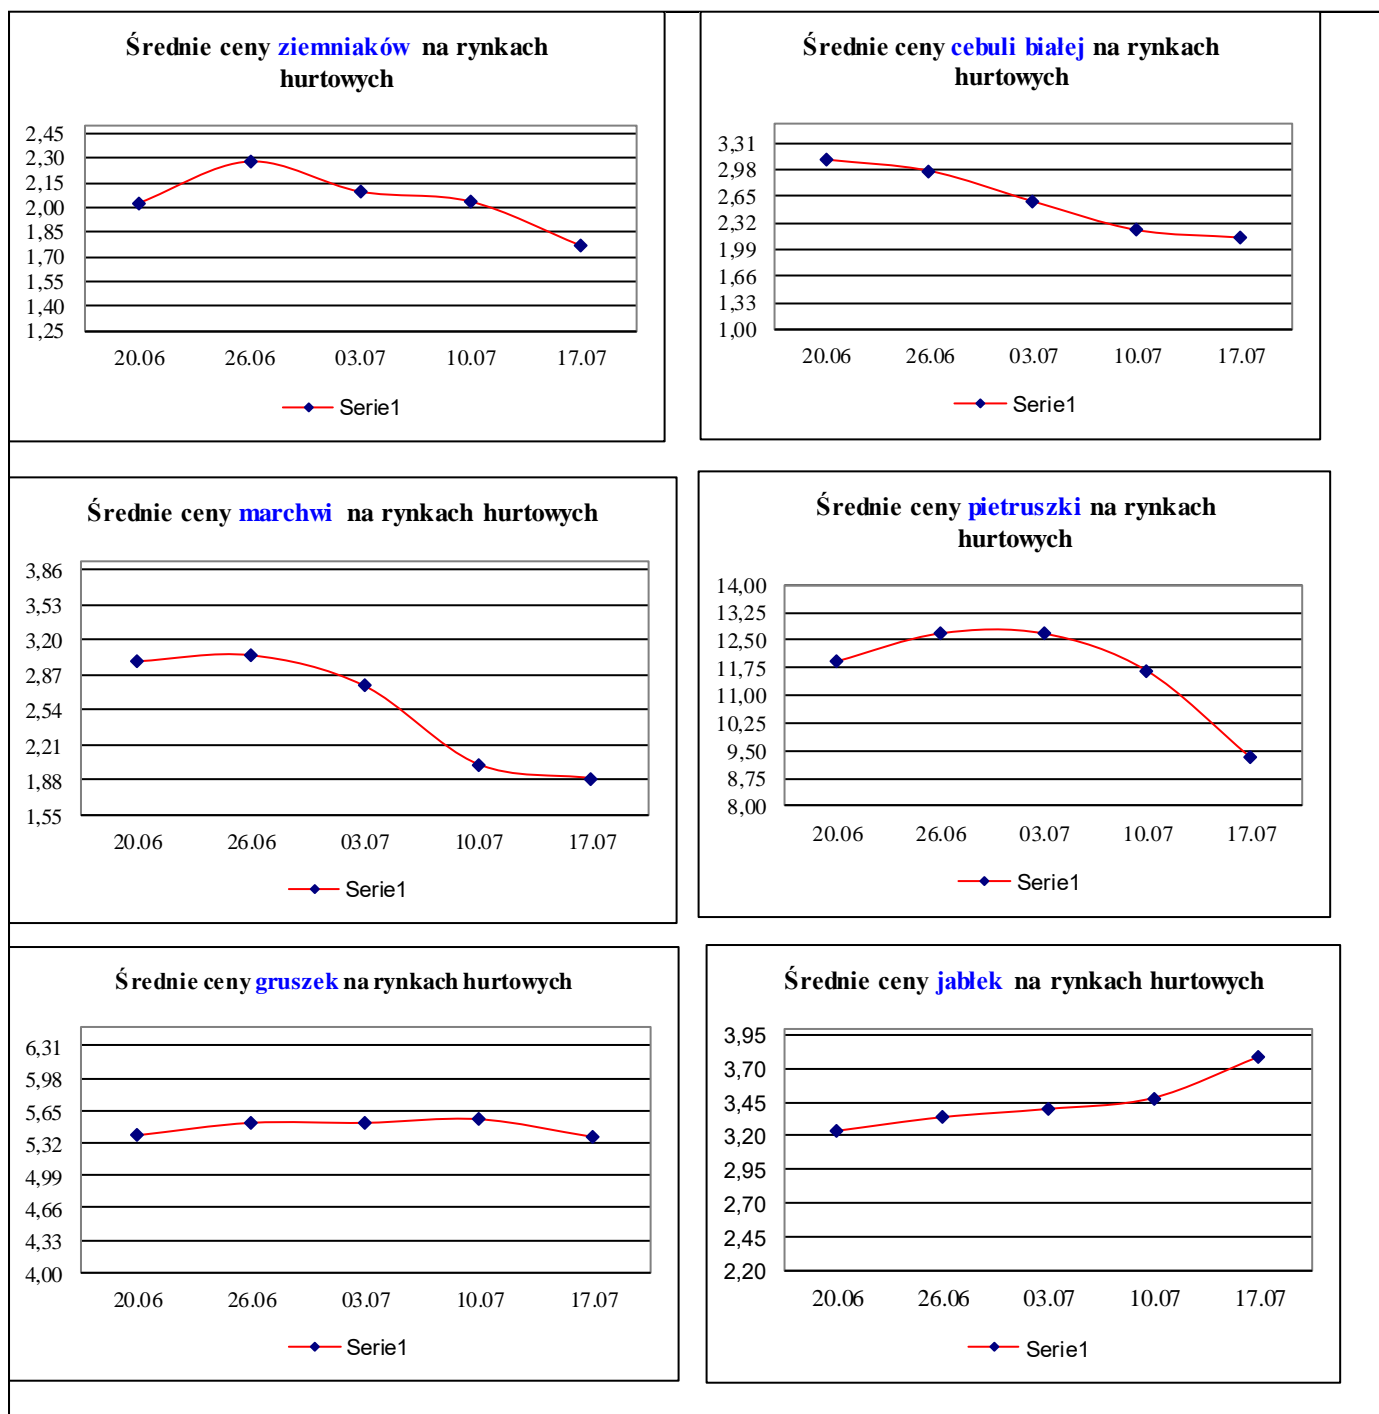 Średnie ceny ziemniaków na rynkach
hurtowych
2,45
2,30
2,15
2,00
1,85
1,70
1,55
1,40
1,25
20.06 26.06 03.07 10.07 17.07
Serie1
Średnie ceny cebuli białej na rynkach
hurtowych
3,31
2,98
2,65
2,32
1,99
1,66
1,33
1,00
20.06 26.06 03.07 10.07 17.07
Serie1
Średnie ceny marchwi na rynkach hurtowych
3,86
3,53
3,20
2,87
2,54
2,21
1,88
1,55
20.06 26.06 03.07 10.07 17.07
Serie1
Średnie ceny pietruszki na rynkach
hurtowych
14,00
13,25
12,50
11,75
11,00
10,25
9,50
8,75
8,00
20.06 26.06 03.07 10.07 17.07
Serie1
Średnie ceny gruszek na rynkach hurtowych
6,31
5,98
5,65
5,32
4,99
4,66
4,33
4,00
20.06 26.06 03.07 10.07 17.07
Serie1
Średnie ceny jabłek na rynkach hurtowych
3,95
3,70
3,45
3,20
2,95
2,70
2,45
2,20
20.06 26.06 03.07 10.07 17.07
Serie1